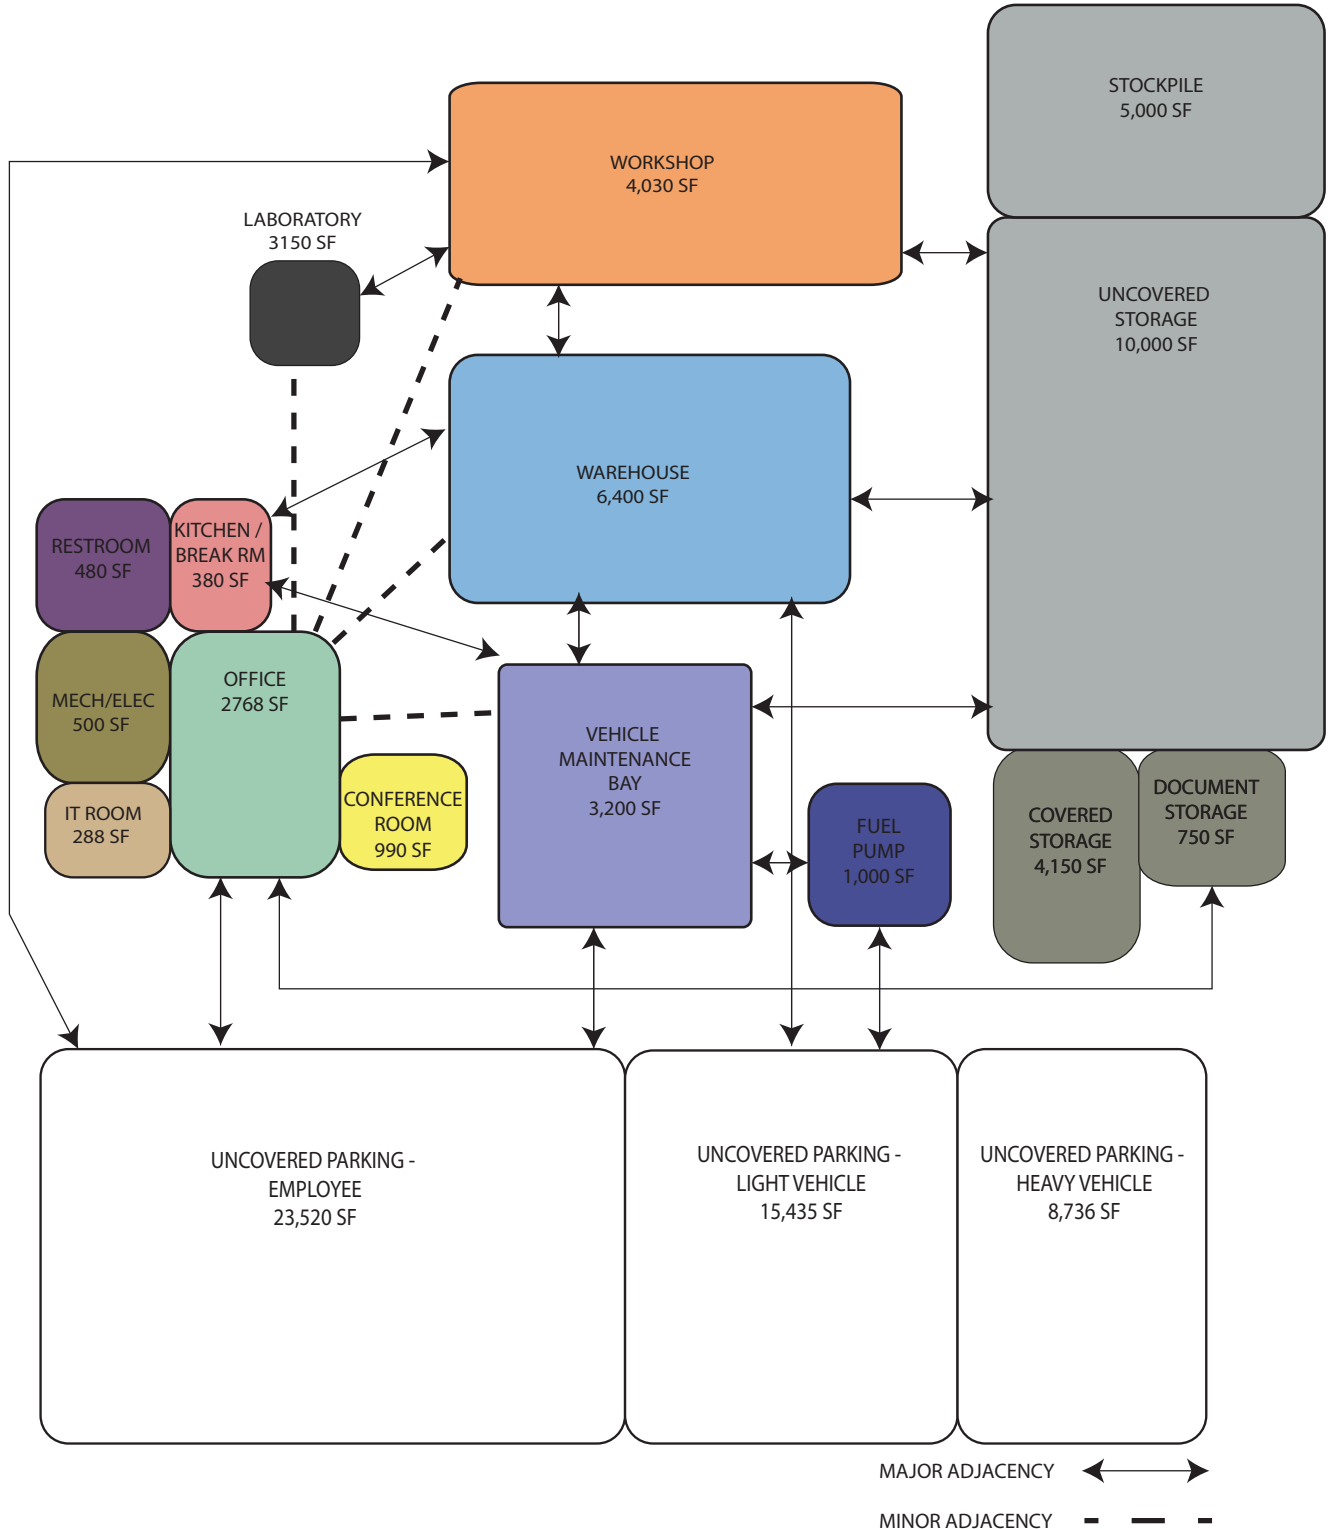 STOCKPILE
5,000 SF
WORKSHOP
4,030 SF
LABORATORY
3150 SF
UNCOVERED
STORAGE
10,000 SF
WAREHOUSE
6,400 SF
RESTROOM
480 SF
KITCHEN /
BREAK RM
380 SF
MECH/ELEC
500 SF
OFFICE
2768 SF
VEHICLE
MAINTENANCE
BAY
3,200 SF
IT ROOM
288 SF
CONFERENCE
ROOM
990 SF
FUEL
PUMP
1,000 SF
COVERED
STORAGE
4,150 SF
DOCUMENT
STORAGE
750 SF
UNCOVERED PARKING -
EMPLOYEE
23,520 SF
UNCOVERED PARKING -
LIGHT VEHICLE
15,435 SF
UNCOVERED PARKING -
HEAVY VEHICLE
8,736 SF
MAJOR ADJACENCY
MINOR ADJACENCY